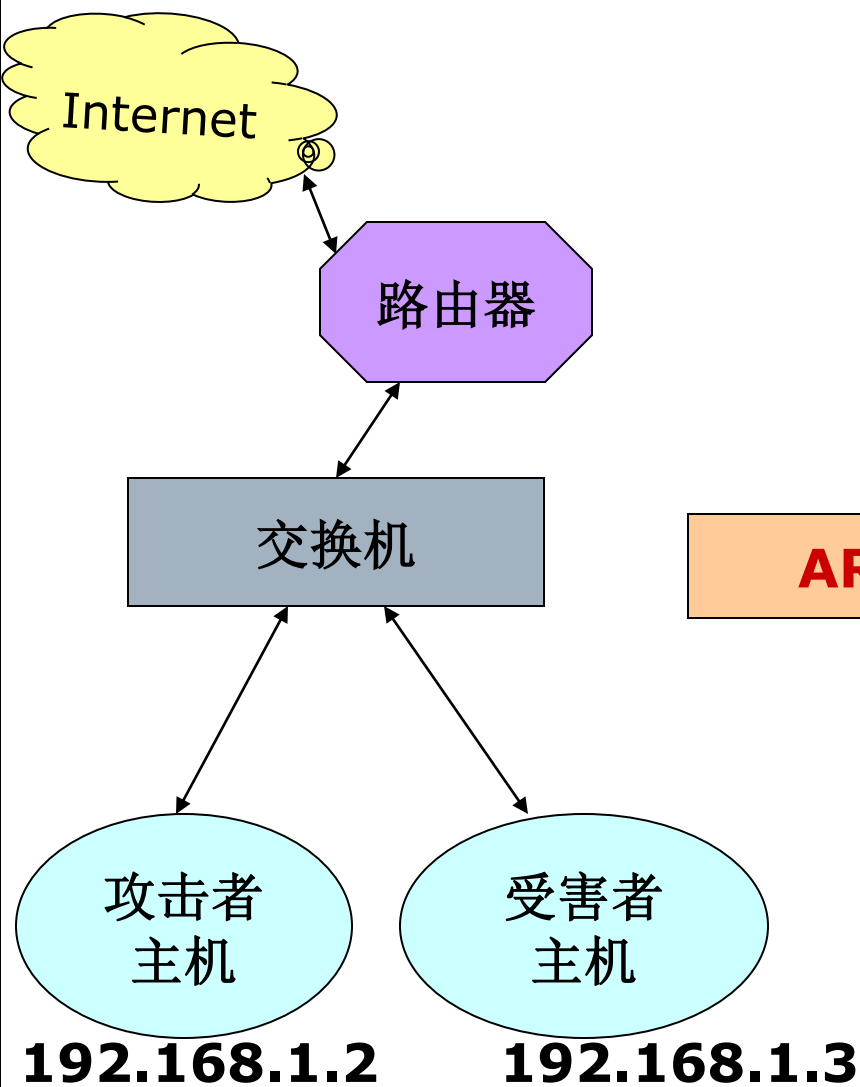 Internet
路由器
交换机
AR
攻击者
主机
受害者
主机
192.168.1.2
192.168.1.3